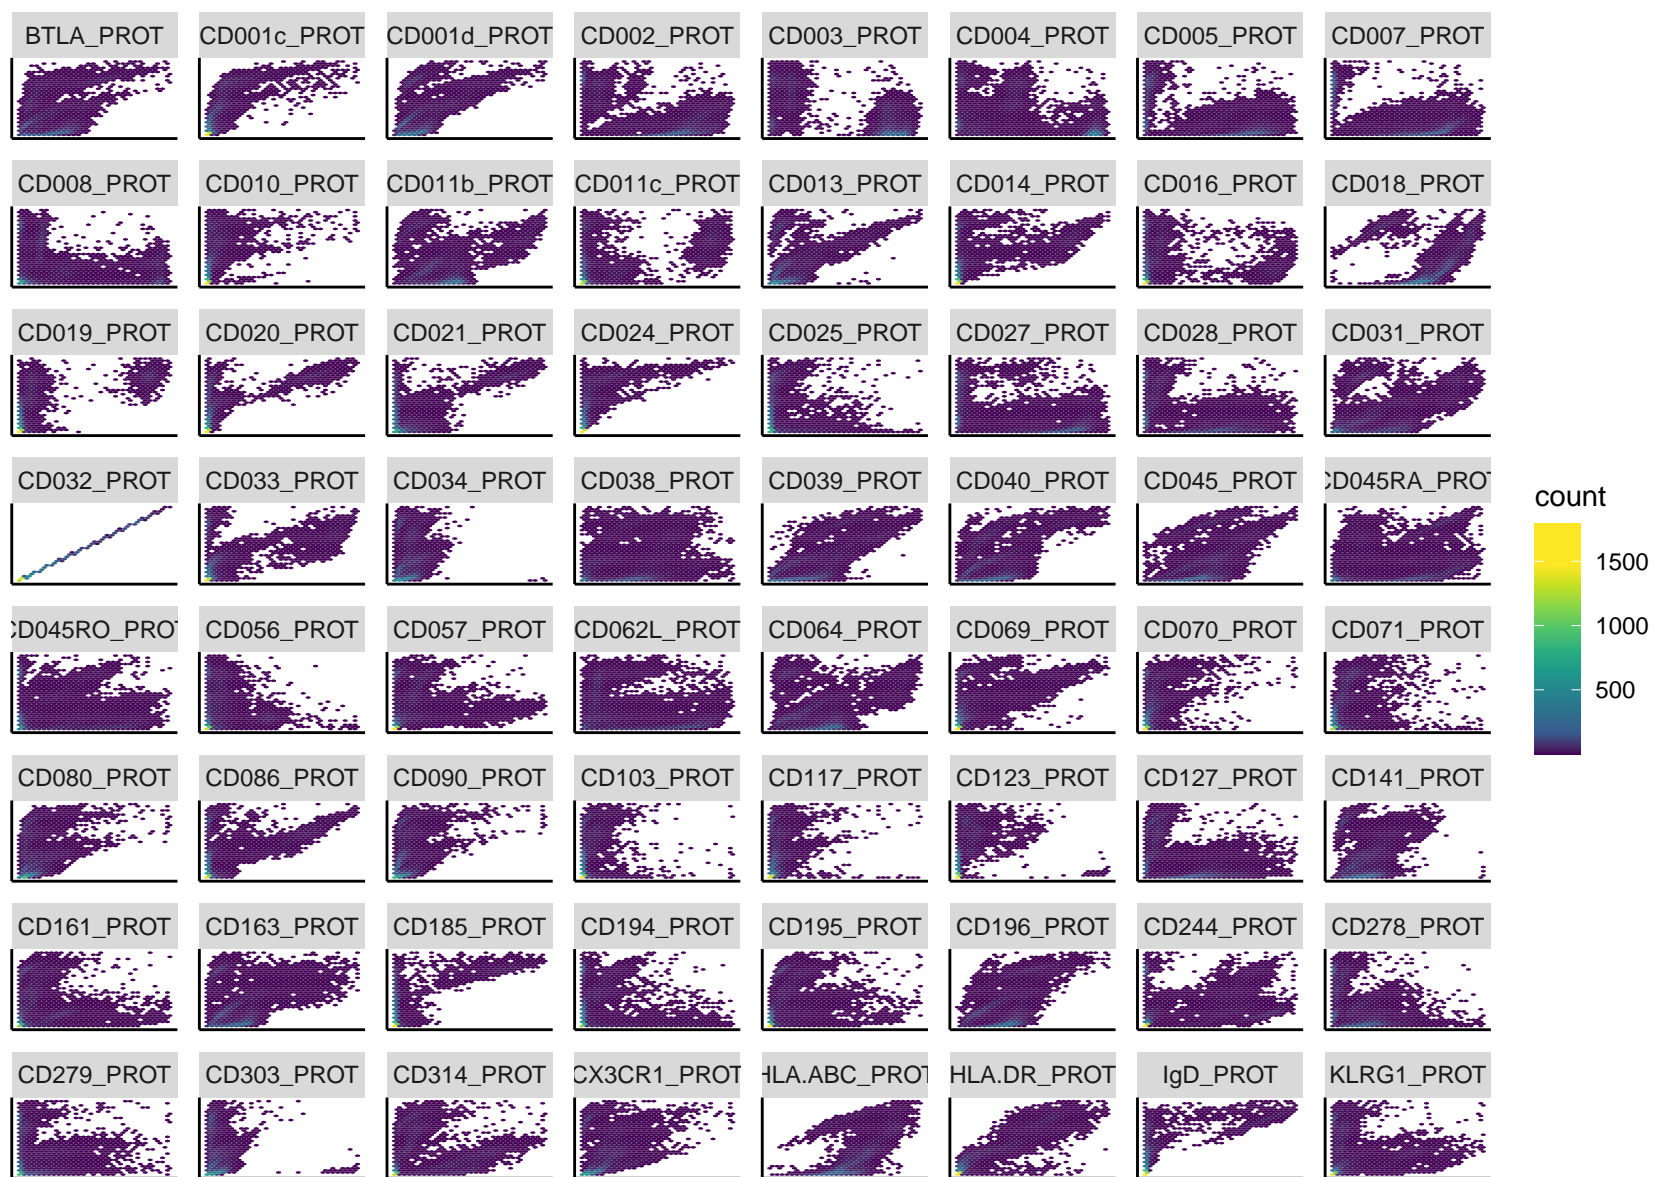 BTLA_PROT CD001c_PROT CD001d_PROT CD002_PROT CD003_PROT CD004_PROT CD005_PROT CD007_PROT
CD008_PROT CD010_PROT CD011b_PROT CD011c_PROT CD013_PROT CD014_PROT CD016_PROT CD018_PROT
CD019_PROT CD020_PROT CD021_PROT CD024_PROT CD025_PROT CD027_PROT CD028_PROT CD031_PROT
CD032_PROT CD033_PROT CD034_PROT CD038_PROT CD039_PROT CD040_PROT CD045_PROT CD045RA_PROT
count
1500
1000
500
CD045RO_PROT CD056_PROT CD057_PROT CD062L_PROT CD064_PROT CD069_PROT CD070_PROT CD071_PROT
CD080_PROT CD086_PROT CD090_PROT CD103_PROT CD117_PROT CD123_PROT CD127_PROT CD141_PROT
CD161_PROT CD163_PROT CD185_PROT CD194_PROT CD195_PROT CD196_PROT CD244_PROT CD278_PROT
CD279_PROT CD303_PROT CD314_PROT CX3CR1_PROT HLA.ABC_PROT HLA.DR_PROT IgD_PROT KLRG1_PROT